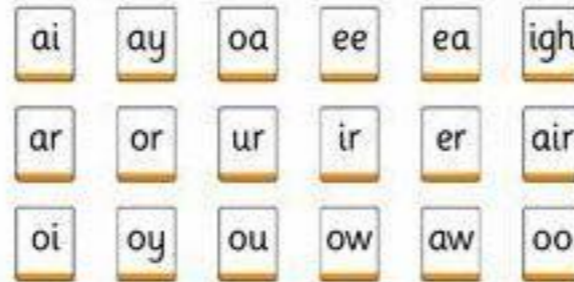 ai ay oa ee ea igh
ar or ur ir er air
oi oy ou ow aw oo